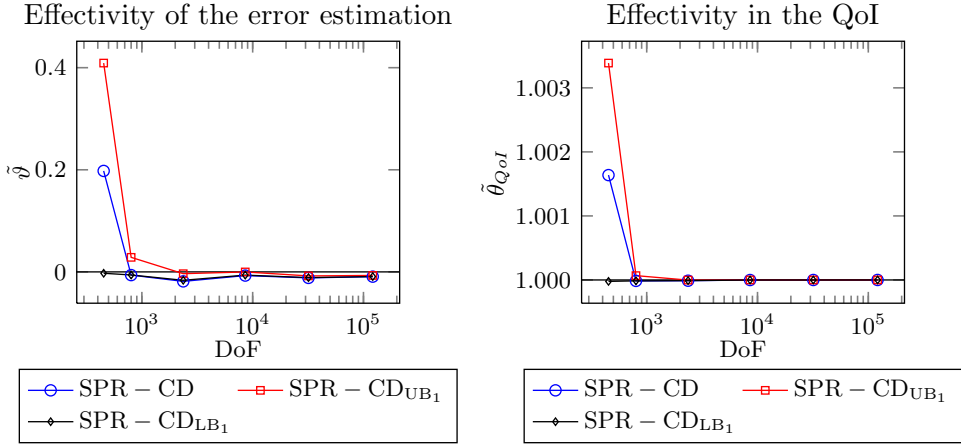 Effectivity of the error estimation
0.4
0.2
0
ϑ̃
10³ 10⁴ 10⁵
DoF
SPR − CD SPR − CD_UB₁
SPR − CD_LB₁
Effectivity in the QoI
1.003
1.002
1.001
1.000
θ̃_QoI
10³ 10⁴ 10⁵
DoF
SPR − CD SPR − CD_UB₁
SPR − CD_LB₁